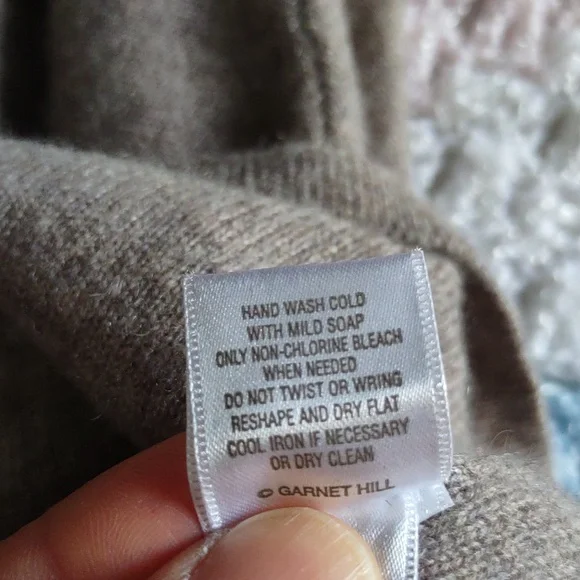 HAND WASH COLD
WITH MILD SOAP
ONLY NON-CHLORINE BLEACH
WHEN NEEDED
DO NOT TWIST OR WRING
RESHAPE AND DRY FLAT
COOL IRON IF NECESSARY
OR DRY CLEAN
© GARNET HILL